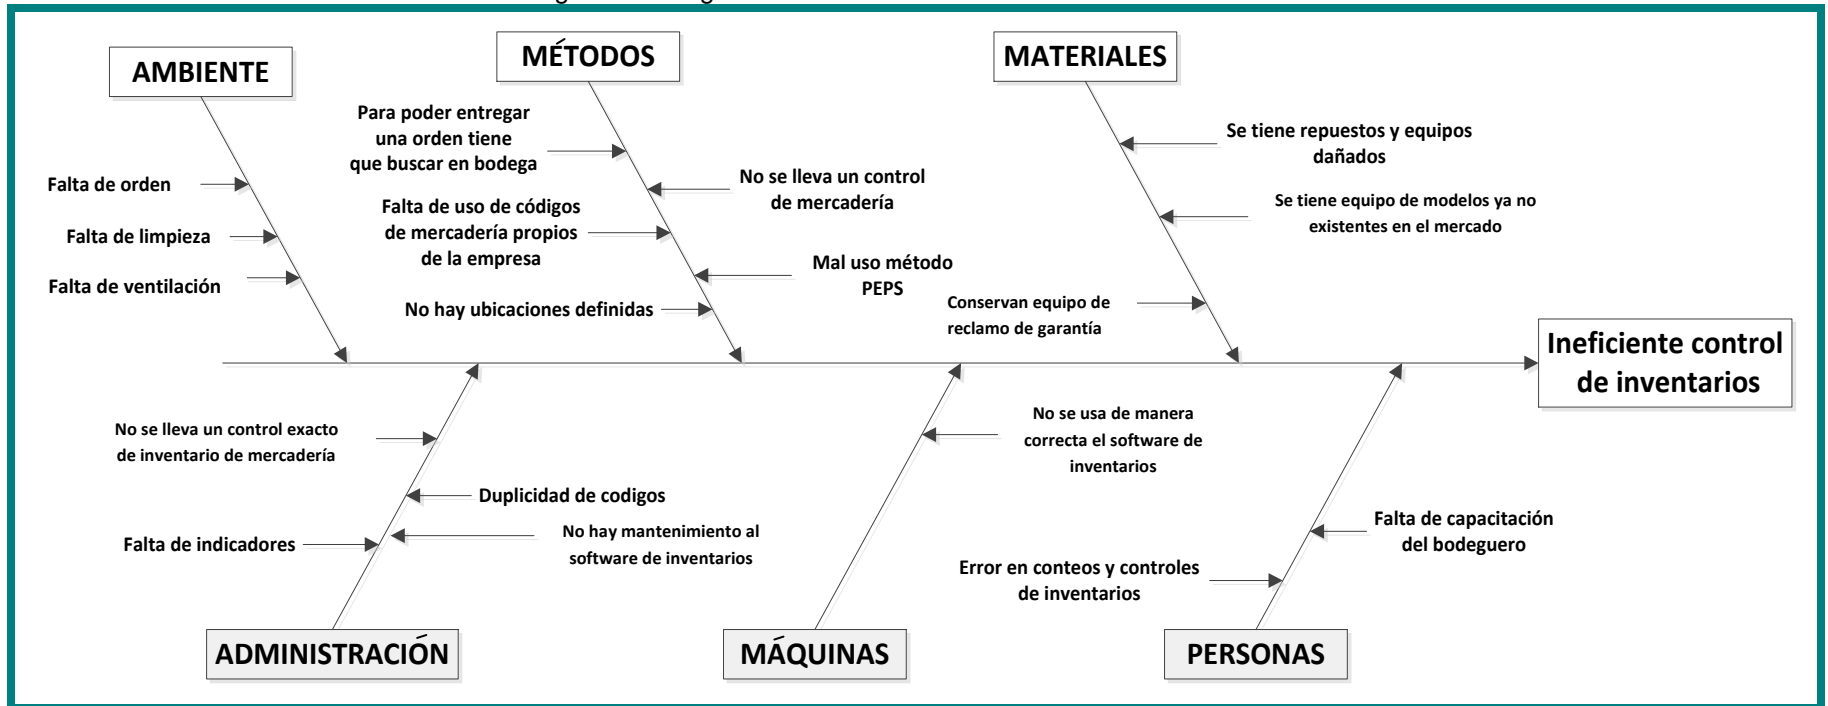 AMBIENTE
MÉTODOS
MATERIALES
Falta de orden
Falta de limpieza
Falta de ventilación
Para poder entregar
una orden tiene
que buscar en bodega
Falta de uso de códigos
de mercadería propios
de la empresa
No hay ubicaciones definidas
No se lleva un control
de mercadería
Mal uso método
PEPS
Se tiene repuestos y equipos
dañados
Se tiene equipo de modelos ya no
existentes en el mercado
Conservan equipo de
reclamo de garantía
Ineficiente control
de inventarios
No se lleva un control exacto
de inventario de mercadería
Duplicidad de codigos
Falta de indicadores
No hay mantenimiento al
software de inventarios
No se usa de manera
correcta el software de
inventarios
Error en conteos y controles
de inventarios
Falta de capacitación
del bodeguero
ADMINISTRACIÓN
MÁQUINAS
PERSONAS